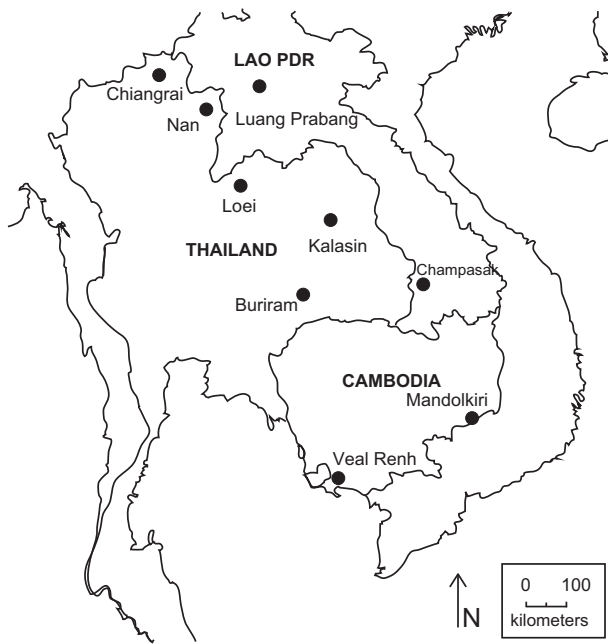 LAO PDR
Chiangrai
Nan
Luang Prabang
Loei
THAILAND
Kalasin
Champasak
Buriram
CAMBODIA
Mandolkiri
Veal Renh
N
0 100
kilometers